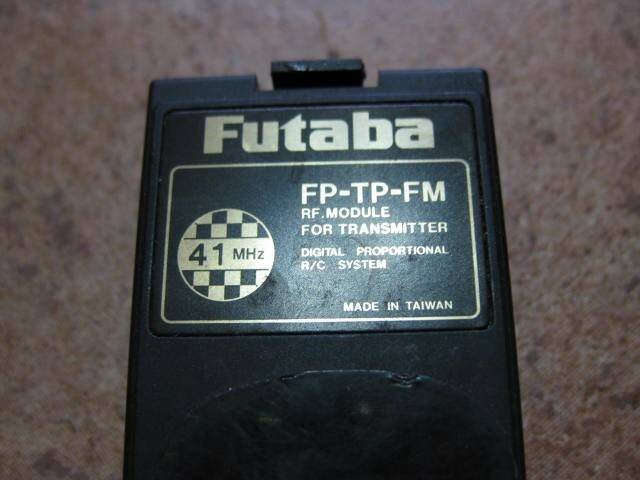 Futaba
FP-TP-FM
RF.MODULE
FOR TRANSMITTER
41 MHz
DIGITAL PROPORTIONAL
R/C SYSTEM
MADE IN TAIWAN